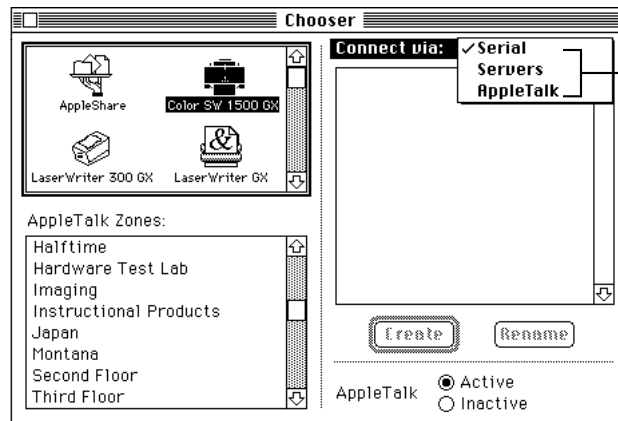 Chooser
AppleShare
Color SW 1500 GX
LaserWriter 300 GX
LaserWriter GX
AppleTalk Zones:
Halftime
Hardware Test Lab
Imaging
Instructional Products
Japan
Montana
Second Floor
Third Floor
Connect via:
✓Serial
Servers
AppleTalk
Create
Rename
AppleTalk
Active
Inactive